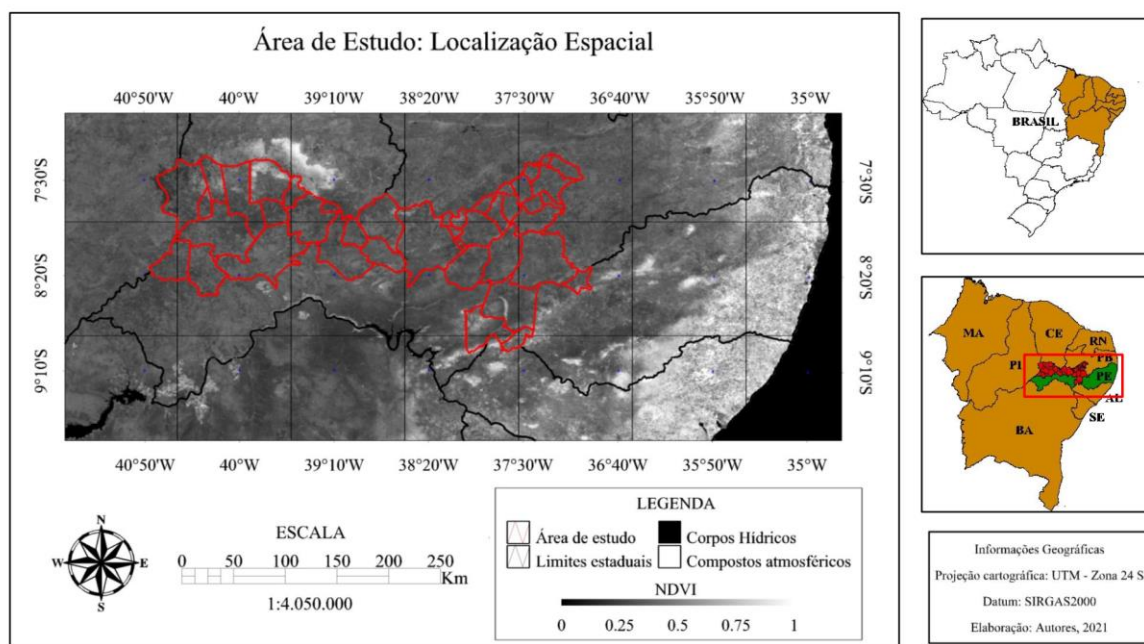 Área de Estudo: Localização Espacial
40°50'W 40°W 39°10'W 38°20'W 37°30'W 36°40'W 35°50'W 35°W
7°30'S 7°30'S
8°20'S 8°20'S
9°10'S 9°10'S
40°50'W 40°W 39°10'W 38°20'W 37°30'W 36°40'W 35°50'W 35°W
N
W E
S
ESCALA
0 50 100 150 200 250
Km
1:4.050.000
LEGENDA
Área de estudo Corpos Hídricos
Limites estaduais Compostos atmosféricos
NDVI
0 0.25 0.5 0.75 1
BRASIL
MA CE
RN
PI PB
PE
AL
SE
BA
Informações Geográficas
Projeção cartográfica: UTM - Zona 24 S
Datum: SIRGAS2000
Elaboração: Autores, 2021